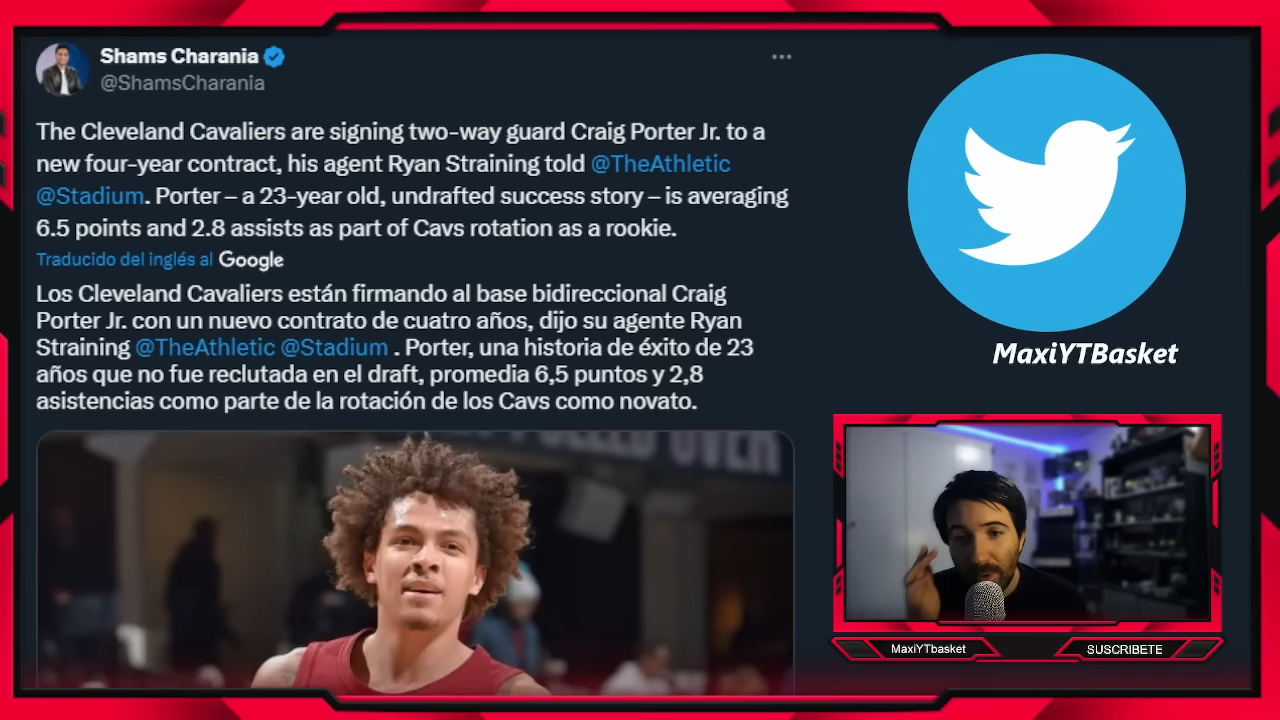 Shams Charania
@ShamsCharania
The Cleveland Cavaliers are signing two-way guard Craig Porter Jr. to a
new four-year contract, his agent Ryan Straining told @TheAthletic
@Stadium. Porter – a 23-year old, undrafted success story – is averaging
6.5 points and 2.8 assists as part of Cavs rotation as a rookie.
Traducido del inglés al Google
Los Cleveland Cavaliers están firmando al base bidireccional Craig
Porter Jr. con un nuevo contrato de cuatro años, dijo su agente Ryan
Straining @TheAthletic @Stadium . Porter, una historia de éxito de 23
años que no fue reclutada en el draft, promedia 6,5 puntos y 2,8
asistencias como parte de la rotación de los Cavs como novato.
OVER
MaxiYTBasket
MaxiYTbasket
SUSCRIBETE